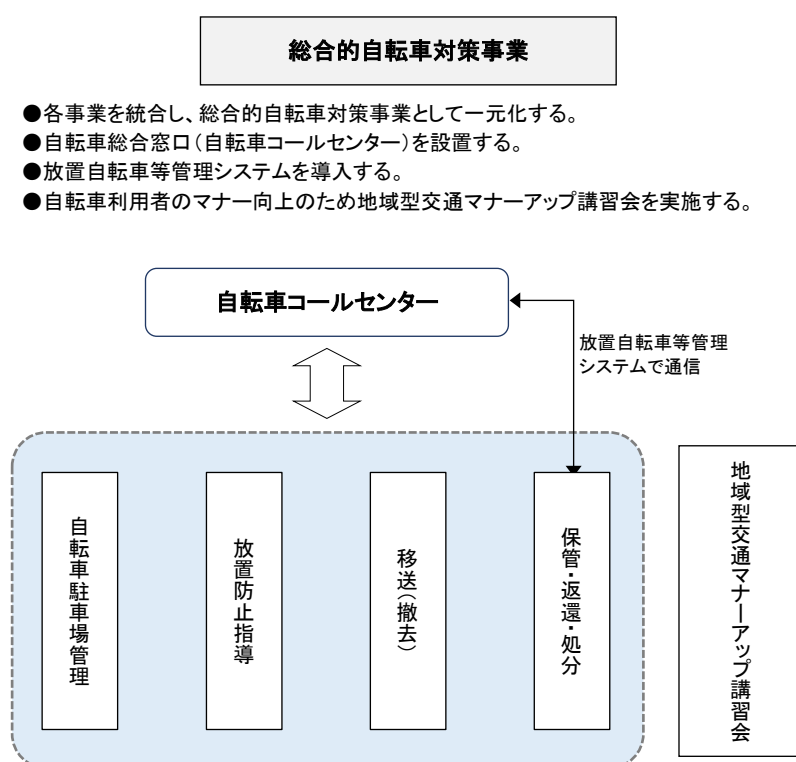 総合的自転車対策事業
●各事業を統合し、総合的自転車対策事業として一元化する。
●自転車総合窓口(自転車コールセンター)を設置する。
●放置自転車等管理システムを導入する。
●自転車利用者のマナー向上のため地域型交通マナーアップ講習会を実施する。
自転車コールセンター
放置自転車等管理
システムで通信
自転車駐車場管理
放置防止指導
移送(撤去)
保管・返還・処分
地域型交通マナーアップ講習会